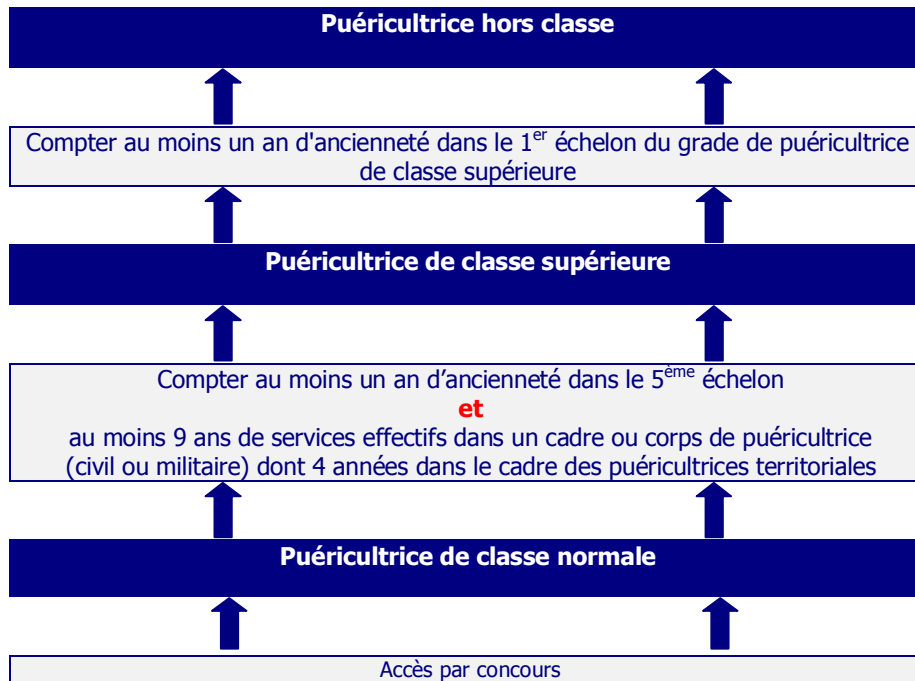 Puéricultrice hors classe
Compter au moins un an d'ancienneté dans le 1er échelon du grade de puéricultrice
de classe supérieure
Puéricultrice de classe supérieure
Compter au moins un an d’ancienneté dans le 5ème échelon
et
au moins 9 ans de services effectifs dans un cadre ou corps de puéricultrice
(civil ou militaire) dont 4 années dans le cadre des puéricultrices territoriales
Puéricultrice de classe normale
Accès par concours